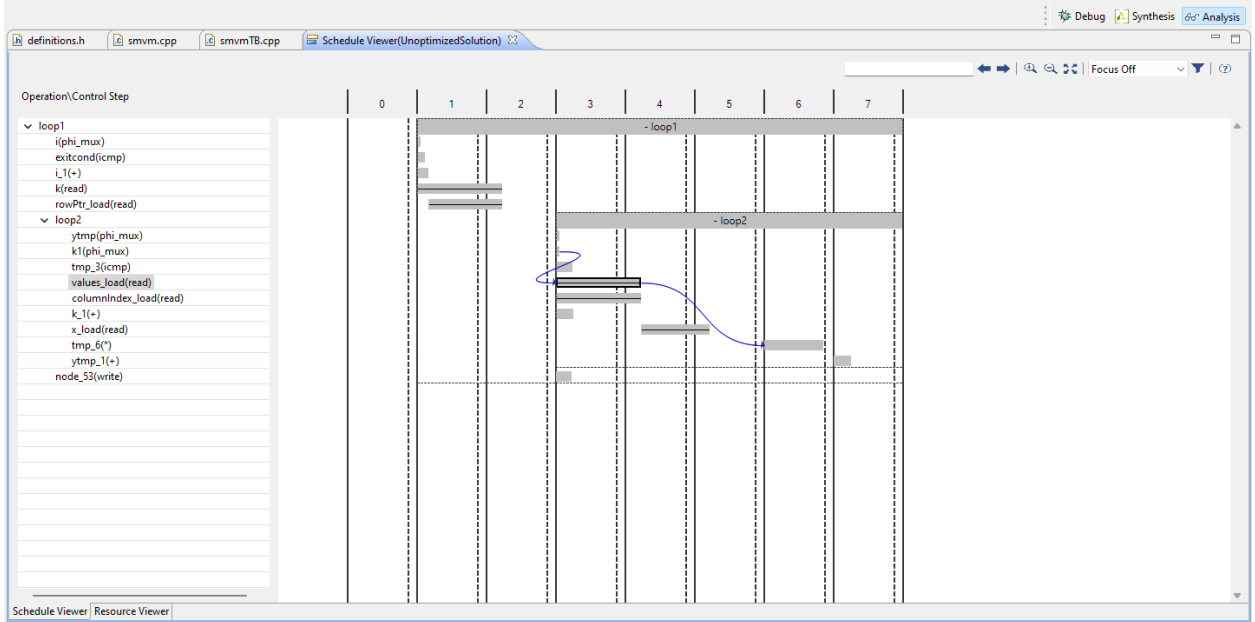 Debug Synthesis Analysis
definitions.h smvm.cpp smvmTB.cpp Schedule Viewer(UnoptimizedSolution)
Focus Off
Operation\Control Step 0 1 2 3 4 5 6 7
loop1 - loop1
i(phi_mux)
exitcond(icmp)
i_1(+)
k(read)
rowPtr_load(read)
loop2 - loop2
ytmp(phi_mux)
k1(phi_mux)
tmp_3(icmp)
values_load(read)
columnIndex_load(read)
k_1(+)
x_load(read)
tmp_6(*)
ytmp_1(+)
node_53(write)
Schedule Viewer Resource Viewer